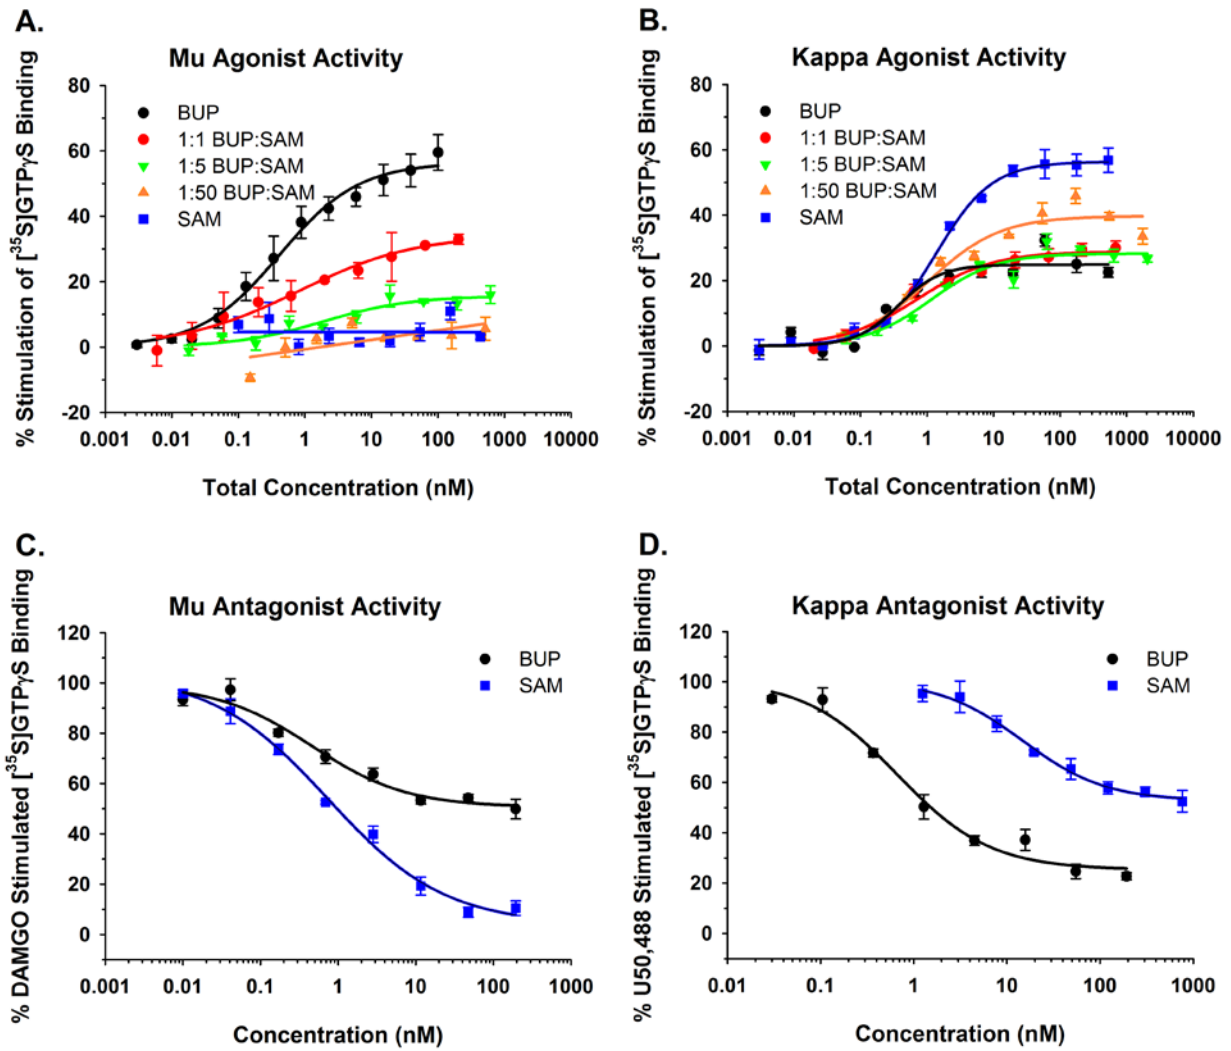 A.
Mu Agonist Activity
% Stimulation of [³⁵S]GTPγS Binding
80
60
40
20
0
-20
BUP
1:1 BUP:SAM
1:5 BUP:SAM
1:50 BUP:SAM
SAM
0.001 0.01 0.1 1 10 100 1000 10000
Total Concentration (nM)
B.
Kappa Agonist Activity
% Stimulation of [³⁵S]GTPγS Binding
80
60
40
20
0
-20
BUP
1:1 BUP:SAM
1:5 BUP:SAM
1:50 BUP:SAM
SAM
0.001 0.01 0.1 1 10 100 1000 10000
Total Concentration (nM)
C.
Mu Antagonist Activity
% DAMGO Stimulated [³⁵S]GTPγS Binding
120
100
80
60
40
20
0
BUP
SAM
0.001 0.01 0.1 1 10 100 1000
Concentration (nM)
D.
Kappa Antagonist Activity
% U50,488 Stimulated [³⁵S]GTPγS Binding
120
100
80
60
40
20
0
BUP
SAM
0.01 0.1 1 10 100 1000
Concentration (nM)